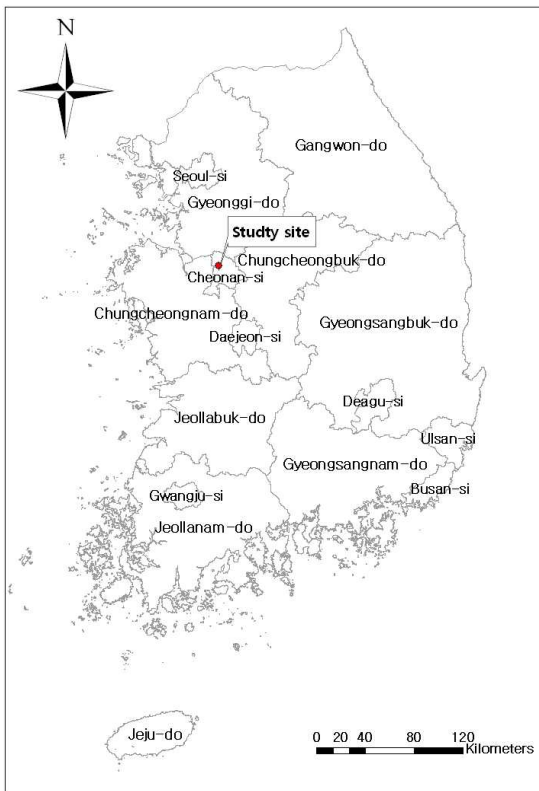 N
Gangwon-do
Seoul-si
Gyeonggi-do
Studty site
Chungcheongbuk-do
Cheonan-si
Chungcheongnam-do
Gyeongsangbuk-do
Daejeon-si
Deagu-si
Jeollabuk-do
Ulsan-si
Gyeongsangnam-do
Busan-si
Gwangju-si
Jeollanam-do
Jeju-do
0 20 40 80 120
Kilometers